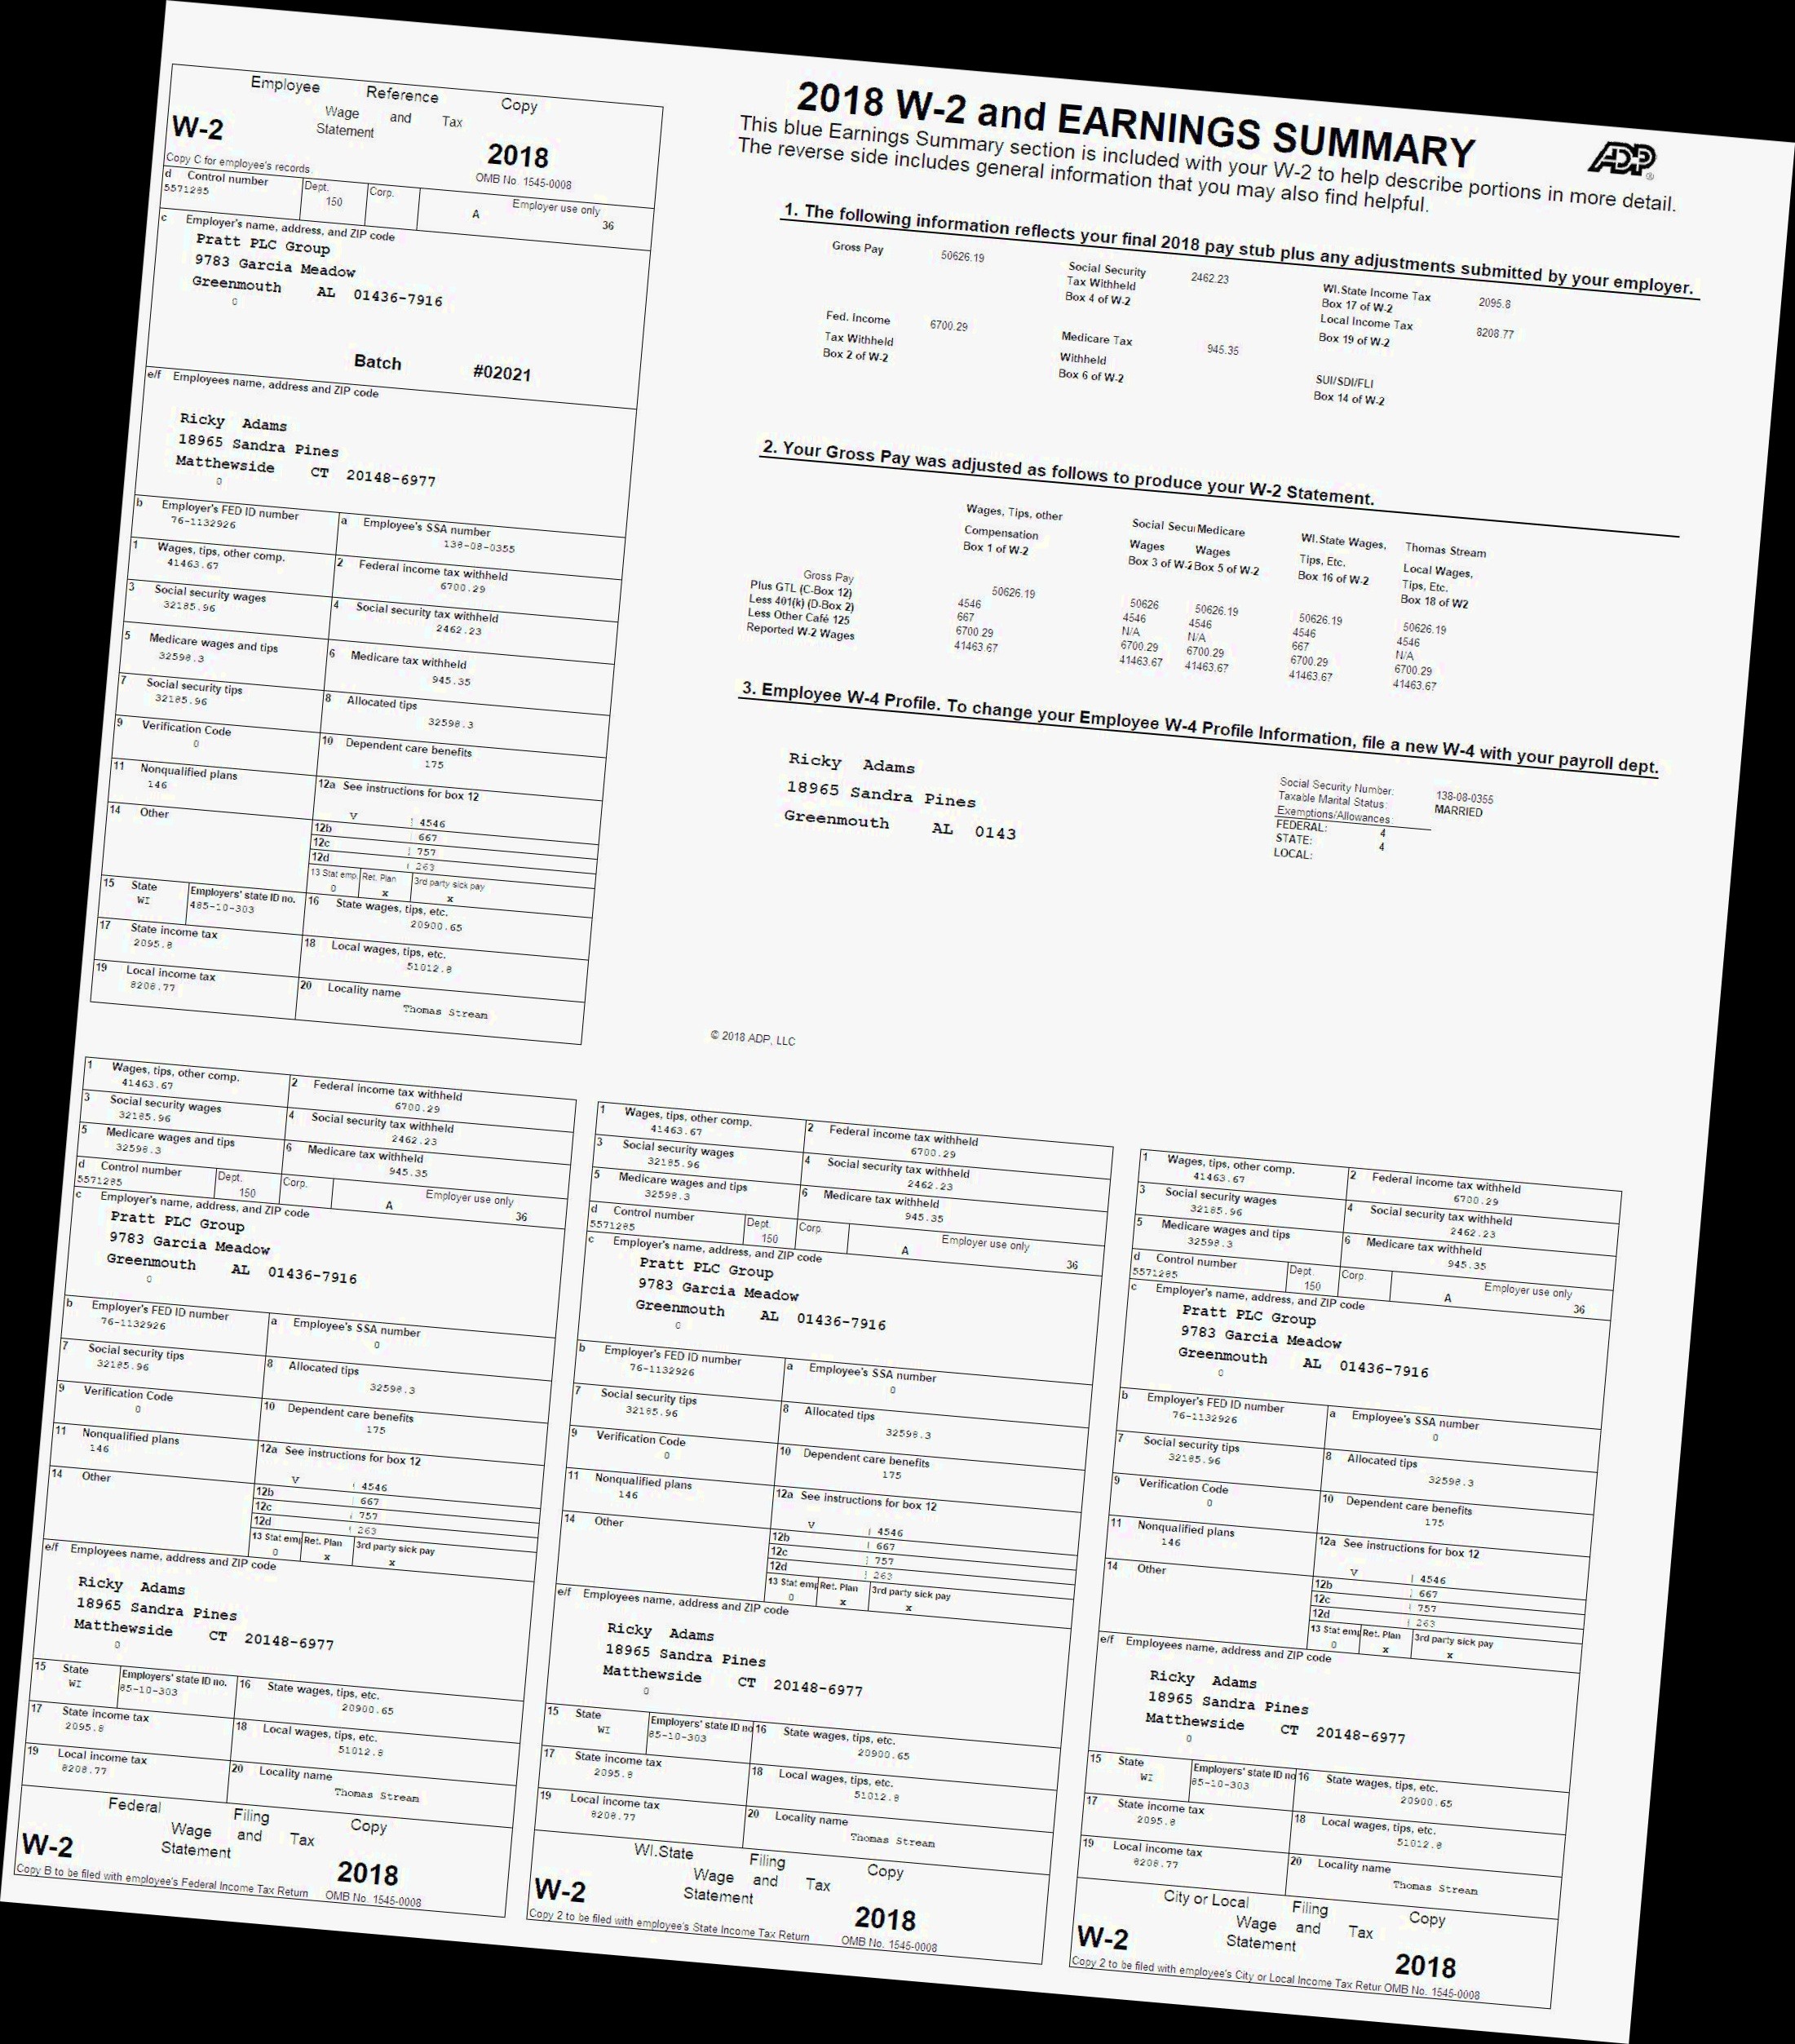 Employee Reference Copy
Wage and Tax
W-2 Statement 2018
Copy C for employee's records OMB No. 1545-0008
d Control number Dept. Corp. Employer use only
5571285 150 A 36
c Employer's name, address, and ZIP code
Pratt PLC Group
9783 Garcia Meadow
Greenmouth AL 01436-7916
0
Batch #02021
e/f Employees name, address and ZIP code
Ricky Adams
18965 Sandra Pines
Matthewside CT 20148-6977
0
b Employer's FED ID number a Employee's SSA number
76-1132926 138-08-0355
1 Wages, tips, other comp. 2 Federal income tax withheld
41463.67 6700.29
3 Social security wages 4 Social security tax withheld
32185.96 2462.23
5 Medicare wages and tips 6 Medicare tax withheld
32598.3 945.35
7 Social security tips 8 Allocated tips
32185.96 32598.3
9 Verification Code 10 Dependent care benefits
0 175
11 Nonqualified plans 12a See instructions for box 12
146 V 4546
14 Other 12b 667
12c 757
12d 263
13 Stat emp. Ret. Plan 3rd party sick pay
0 x x
15 State Employers' state ID no. 16 State wages, tips, etc.
WI 485-10-303 20900.65
17 State income tax 18 Local wages, tips, etc.
2095.8 51012.8
19 Local income tax 20 Locality name
8208.77 Thomas Stream
2018 W-2 and EARNINGS SUMMARY
ADP
This blue Earnings Summary section is included with your W-2 to help describe portions in more detail.
The reverse side includes general information that you may also find helpful.
1. The following information reflects your final 2018 pay stub plus any adjustments submitted by your employer.
Gross Pay 50626.19 Social Security 2462.23 WI.State Income Tax 2095.8
Tax Withheld Box 17 of W-2
Box 4 of W-2 Local Income Tax 8208.77
Fed. Income 6700.29 Medicare Tax 945.35 Box 19 of W-2
Tax Withheld Withheld SUI/SDI/FLI
Box 2 of W-2 Box 6 of W-2 Box 14 of W-2
2. Your Gross Pay was adjusted as follows to produce your W-2 Statement.
Wages, Tips, other Social Secu Medicare WI.State Wages, Thomas Stream
Compensation Wages Wages Tips, Etc. Local Wages,
Box 1 of W-2 Box 3 of W-2 Box 5 of W-2 Box 16 of W-2 Tips, Etc.
Box 18 of W2
Gross Pay 50626.19 50626 50626.19 50626.19 50626.19
Plus GTL (C-Box 12) 4546 4546 4546 4546 4546
Less 401(k) (D-Box 2) 667 N/A N/A 667 N/A
Less Other Café 125 6700.29 6700.29 6700.29 6700.29 6700.29
Reported W-2 Wages 41463.67 41463.67 41463.67 41463.67 41463.67
3. Employee W-4 Profile. To change your Employee W-4 Profile Information, file a new W-4 with your payroll dept.
Ricky Adams
18965 Sandra Pines
Greenmouth AL 0143
Social Security Number: 138-08-0355
Taxable Marital Status: MARRIED
Exemptions/Allowances:
FEDERAL: 4
STATE: 4
LOCAL:
© 2018 ADP, LLC
1 Wages, tips, other comp. 2 Federal income tax withheld
41463.67 6700.29
3 Social security wages 4 Social security tax withheld
32185.96 2462.23
5 Medicare wages and tips 6 Medicare tax withheld
32598.3 945.35
d Control number Dept. Corp. Employer use only
5571285 150 A 36
c Employer's name, address, and ZIP code
Pratt PLC Group
9783 Garcia Meadow
Greenmouth AL 01436-7916
0
b Employer's FED ID number a Employee's SSA number
76-1132926 0
7 Social security tips 8 Allocated tips
32185.96 32598.3
9 Verification Code 10 Dependent care benefits
0 175
11 Nonqualified plans 12a See instructions for box 12
146 V 4546
14 Other 12b 667
12c 757
12d 263
13 Stat emp Ret. Plan 3rd party sick pay
0 x x
e/f Employees name, address and ZIP code
Ricky Adams
18965 Sandra Pines
Matthewside CT 20148-6977
0
15 State Employers' state ID no. 16 State wages, tips, etc.
WI 85-10-303 20900.65
17 State income tax 18 Local wages, tips, etc.
2095.8 51012.8
19 Local income tax 20 Locality name
8208.77 Thomas Stream
Federal Filing Copy
Wage and Tax
W-2 Statement 2018
Copy B to be filed with employee's Federal Income Tax Return OMB No. 1545-0008
1 Wages, tips, other comp. 2 Federal income tax withheld
41463.67 6700.29
3 Social security wages 4 Social security tax withheld
32185.96 2462.23
5 Medicare wages and tips 6 Medicare tax withheld
32598.3 945.35
d Control number Dept. Corp. Employer use only
5571285 150 A 36
c Employer's name, address, and ZIP code
Pratt PLC Group
9783 Garcia Meadow
Greenmouth AL 01436-7916
0
b Employer's FED ID number a Employee's SSA number
76-1132926 0
7 Social security tips 8 Allocated tips
32185.96 32598.3
9 Verification Code 10 Dependent care benefits
0 175
11 Nonqualified plans 12a See instructions for box 12
146 V 4546
14 Other 12b 667
12c 757
12d 263
13 Stat emp Ret. Plan 3rd party sick pay
0 x x
e/f Employees name, address and ZIP code
Ricky Adams
18965 Sandra Pines
Matthewside CT 20148-6977
0
15 State Employers' state ID no 16 State wages, tips, etc.
WI 85-10-303 20900.65
17 State income tax 18 Local wages, tips, etc.
2095.8 51012.8
19 Local income tax 20 Locality name
8208.77 Thomas Stream
WI.State Filing Copy
Wage and Tax
W-2 Statement 2018
Copy 2 to be filed with employee's State Income Tax Return OMB No. 1545-0008
1 Wages, tips, other comp. 2 Federal income tax withheld
41463.67 6700.29
3 Social security wages 4 Social security tax withheld
32185.96 2462.23
5 Medicare wages and tips 6 Medicare tax withheld
32598.3 945.35
d Control number Dept. Corp. Employer use only
5571285 150 A 36
c Employer's name, address, and ZIP code
Pratt PLC Group
9783 Garcia Meadow
Greenmouth AL 01436-7916
0
b Employer's FED ID number a Employee's SSA number
76-1132926 0
7 Social security tips 8 Allocated tips
32185.96 32598.3
9 Verification Code 10 Dependent care benefits
0 175
11 Nonqualified plans 12a See instructions for box 12
146 V 4546
14 Other 12b 667
12c 757
12d 263
13 Stat emp Ret. Plan 3rd party sick pay
0 x x
e/f Employees name, address and ZIP code
Ricky Adams
18965 Sandra Pines
Matthewside CT 20148-6977
0
15 State Employers' state ID no 16 State wages, tips, etc.
WI 85-10-303 20900.65
17 State income tax 18 Local wages, tips, etc.
2095.8 51012.8
19 Local income tax 20 Locality name
8208.77 Thomas Stream
City or Local Filing Copy
Wage and Tax
W-2 Statement 2018
Copy 2 to be filed with employee's City or Local Income Tax Retur OMB No. 1545-0008